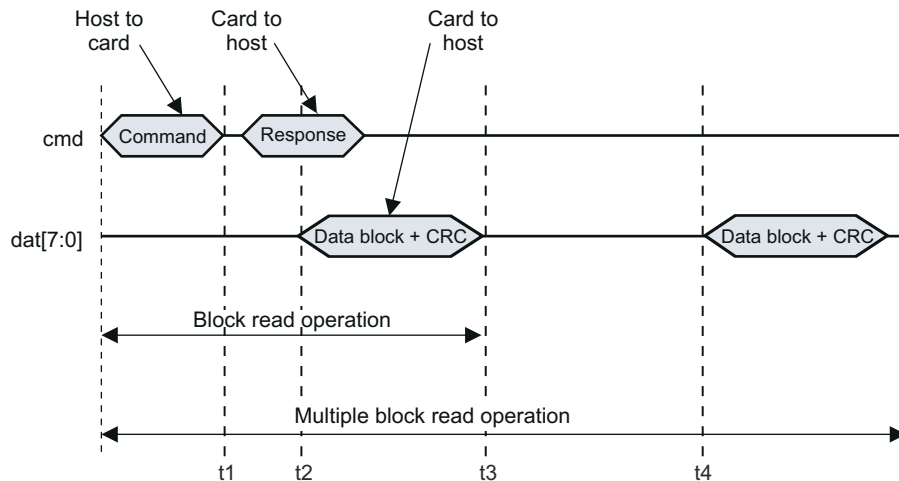 Host to
card
Card to
host
Card to
host
cmd
Command
Response
dat[7:0]
Data block + CRC
Data block + CRC
Block read operation
Multiple block read operation
t1
t2
t3
t4